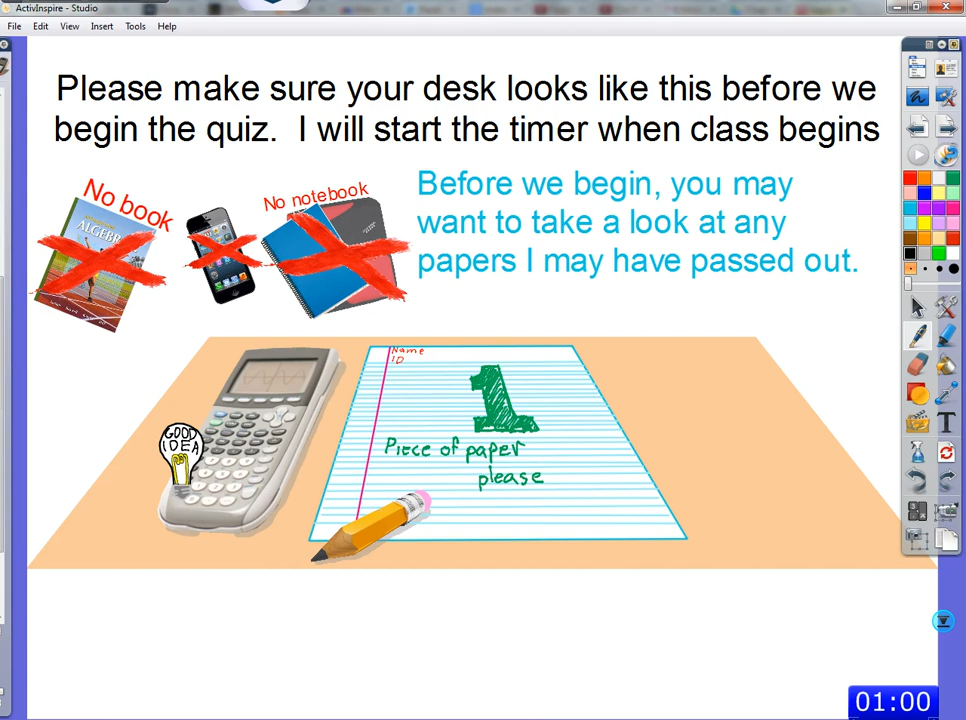 ActivInspire - Studio
File Edit View Insert Tools Help
Please make sure your desk looks like this before we
begin the quiz. I will start the timer when class begins
No book
ALGEBRA
No notebook
Before we begin, you may
want to take a look at any
papers I may have passed out.
Name
ID
1
Piece of paper
please
GOOD
IDEA
01:00